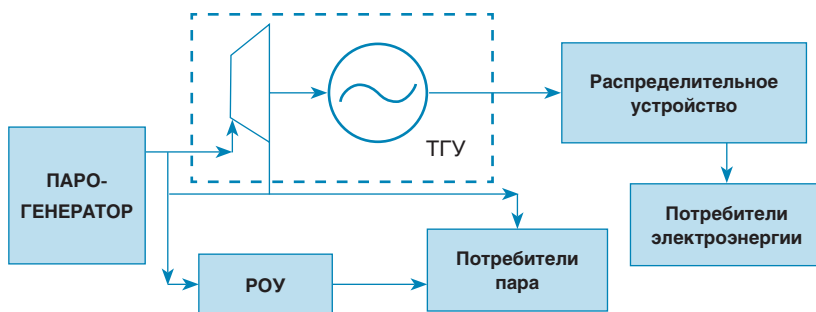 ПАРО-
ГЕНЕРАТОР
ТГУ
Распределительное
устройство
Потребители
электроэнергии
РОУ
Потребители
пара